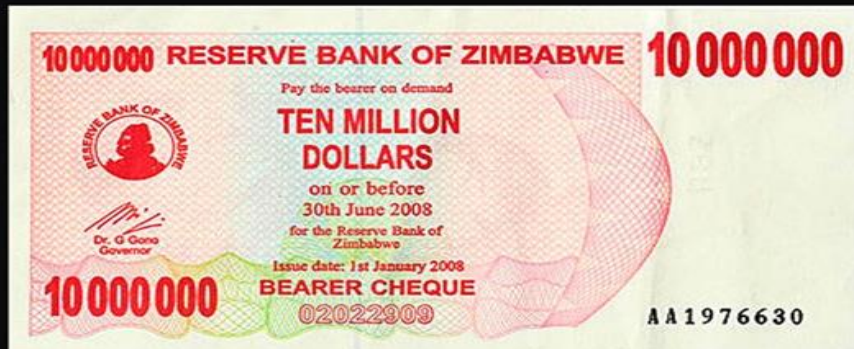 10 000 000 RESERVE BANK OF ZIMBABWE 10 000 000
Pay the bearer on demand
TEN MILLION
DOLLARS
RESERVE BANK OF ZIMBABWE
on or before
30th June 2008
for the Reserve Bank of
Zimbabwe
Dr. G Gono
Governor
Issue date: 1st January 2008
10 000 000 BEARER CHEQUE
02022909
AA1976630